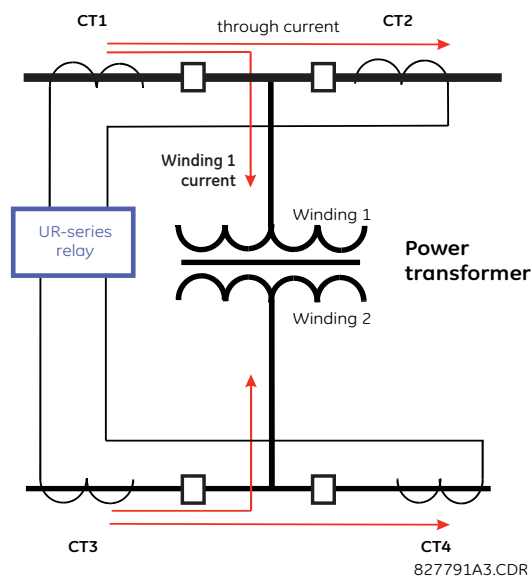 CT1
through current
CT2
Winding 1
current
UR-series
relay
Winding 1
Power
transformer
Winding 2
CT3
CT4
827791A3.CDR